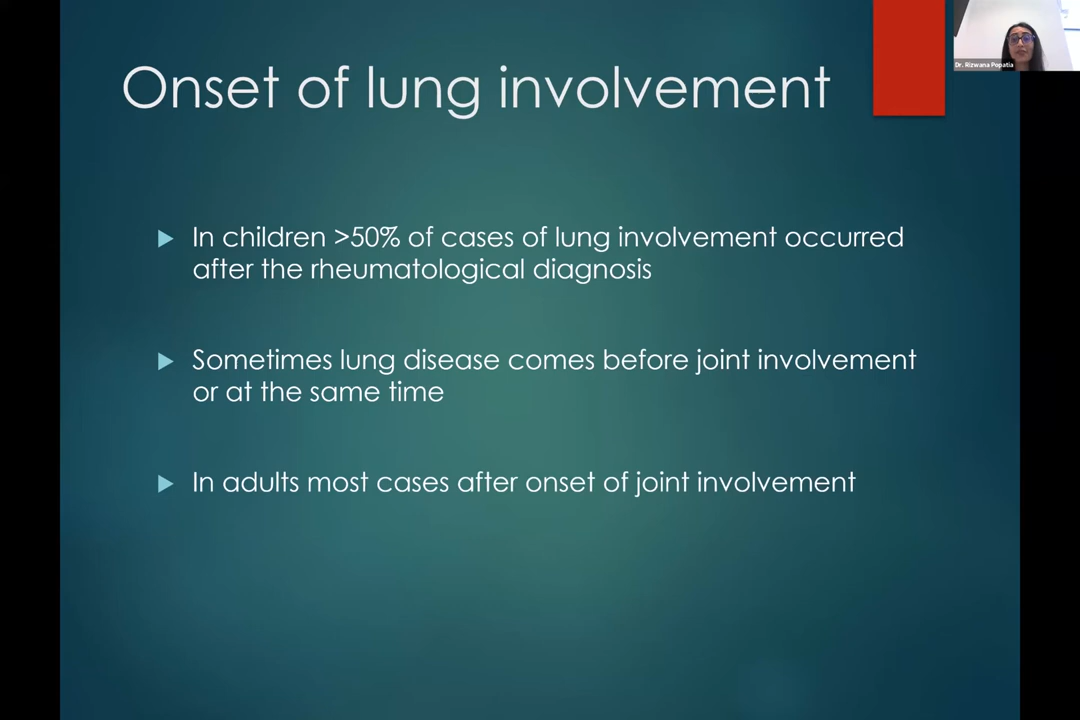 Onset of lung involvement
Dr. Rizwana Popatia
In children >50% of cases of lung involvement occurred
after the rheumatological diagnosis
Sometimes lung disease comes before joint involvement
or at the same time
In adults most cases after onset of joint involvement